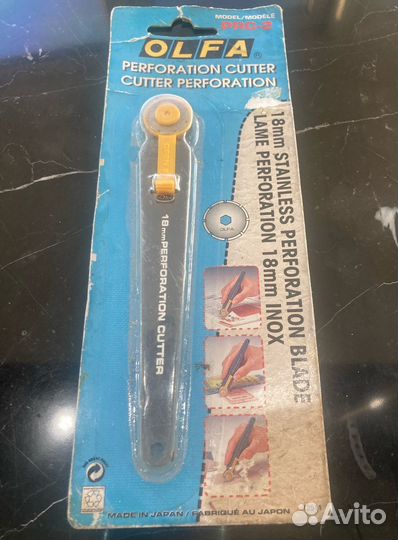 MODEL/MODÈLE
PRC-2
OLFA®
PERFORATION CUTTER
CUTTER PERFORATION
18mm STAINLESS PERFORATION BLADE
LAME PERFORATION 18mm INOX
OLFA
18mm PERFORATION CUTTER
MADE IN JAPAN / FABRIQUÉ AU JAPON
Avito